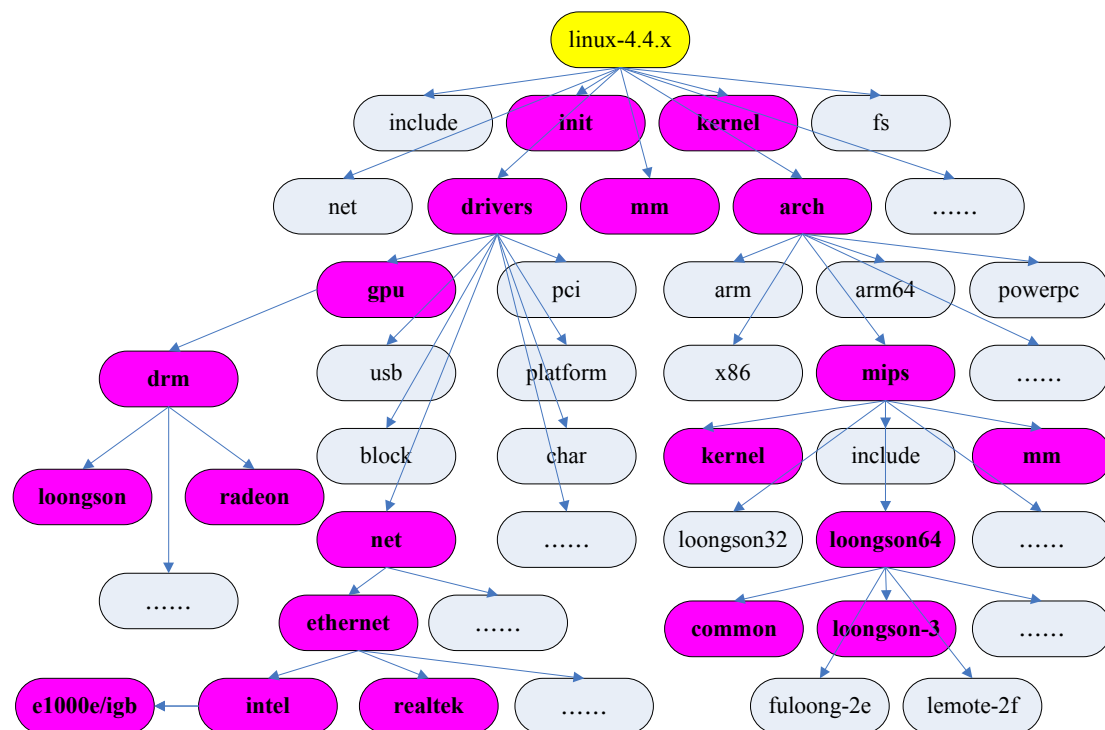 linux-4.4.x
include
init
kernel
fs
net
drivers
mm
arch
......
gpu
pci
arm
arm64
powerpc
drm
usb
platform
x86
mips
......
block
char
kernel
include
mm
loongson
radeon
net
......
loongson32
loongson64
......
......
ethernet
......
common
loongson-3
......
e1000e/igb
intel
realtek
......
fuloong-2e
lemote-2f